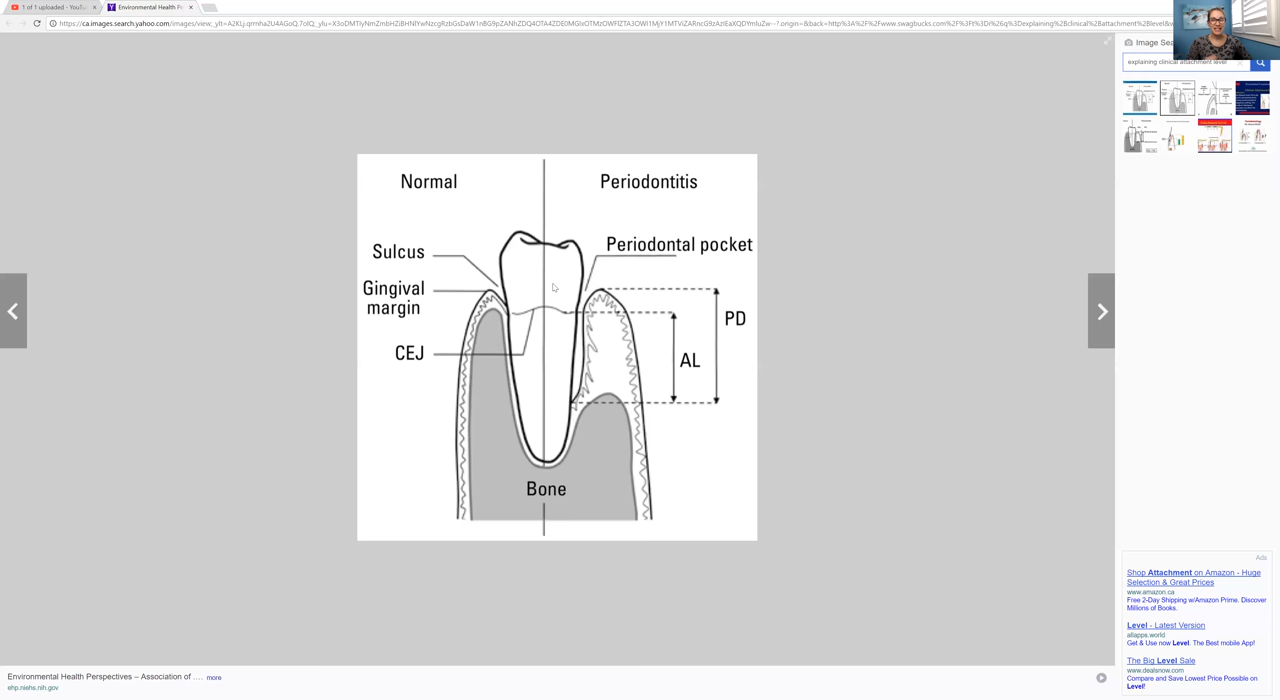 1 of 1 uploaded - YouTu
Environmental Health Pe
Normal
Periodontitis
Sulcus
Periodontal pocket
Gingival
margin
PD
CEJ
AL
Bone
Image Sea
explaining clinical attachment level
Ads
Shop Attachment on Amazon - Huge
Selection & Great Prices
www.amazon.ca
Free 2-Day Shipping w/Amazon Prime. Discover
Millions of Books.
Level - Latest Version
allapps.world
Get & Use now Level. The Best mobile App!
The Big Level Sale
www.dealsnow.com
Compare and Save Lowest Price Possible on
Level!
Environmental Health Perspectives – Association of .... more
ehp.niehs.nih.gov